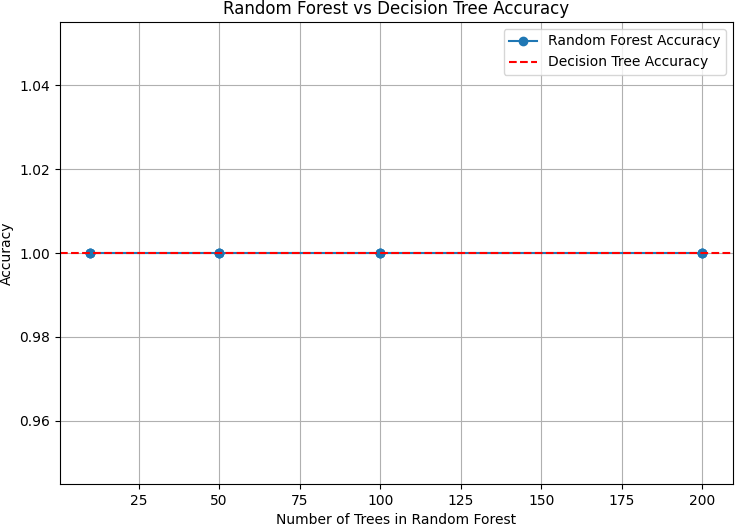 Random Forest vs Decision Tree Accuracy
Random Forest Accuracy
Decision Tree Accuracy
1.04
1.02
1.00
0.98
0.96
Accuracy
25 50 75 100 125 150 175 200
Number of Trees in Random Forest